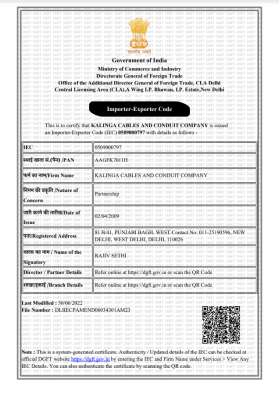 Government of India
Ministry of Commerce and Industry
Directorate General of Foreign Trade
Office of the Additional Director General of Foreign Trade, CLA Delhi
Central Licensing Area (CLA),A Wing I.P. Bhawan, I.P. Estate,New Delhi
Importer-Exporter Code
This is to certify that KALINGA CABLES AND CONDUIT COMPANY is issued
an Importer-Exporter Code (IEC) 0509000797 with details as follows -
IEC 0509000797
स्थाई खाता सं.(पैन) /PAN AAGFK7011H
फर्म का नाम/Firm Name KALINGA CABLES AND CONDUIT COMPANY
निगम की प्रकृति /Nature of
Concern Partnership
जारी करने की तारीख/Date of
Issue 02/04/2009
पता/Registered Address 81 PUNJABI BAGH, WEST Contact No: 011-25190596, NEW
DELHI, WEST DELHI, DELHI, 110026
धारक का नाम / Name of the
Signatory RAJIV SETHI
Director / Partner Details Refer online at https://dgft.gov.in or scan the QR Code
शाखा/इकाई /Branch Details Refer online at https://dgft.gov.in or scan the QR Code
Last Modified : 30/06/2022
File Number : DLIIECPAMEND00034301AM23
Note : This is a system-generated certificate. Authenticity / Updated details of the IEC can be checked at
official DGFT website https://dgft.gov.in by entering the IEC and Firm Name under Services > View Any
IEC Details. You can also authenticate the certificate by scanning the QR code.